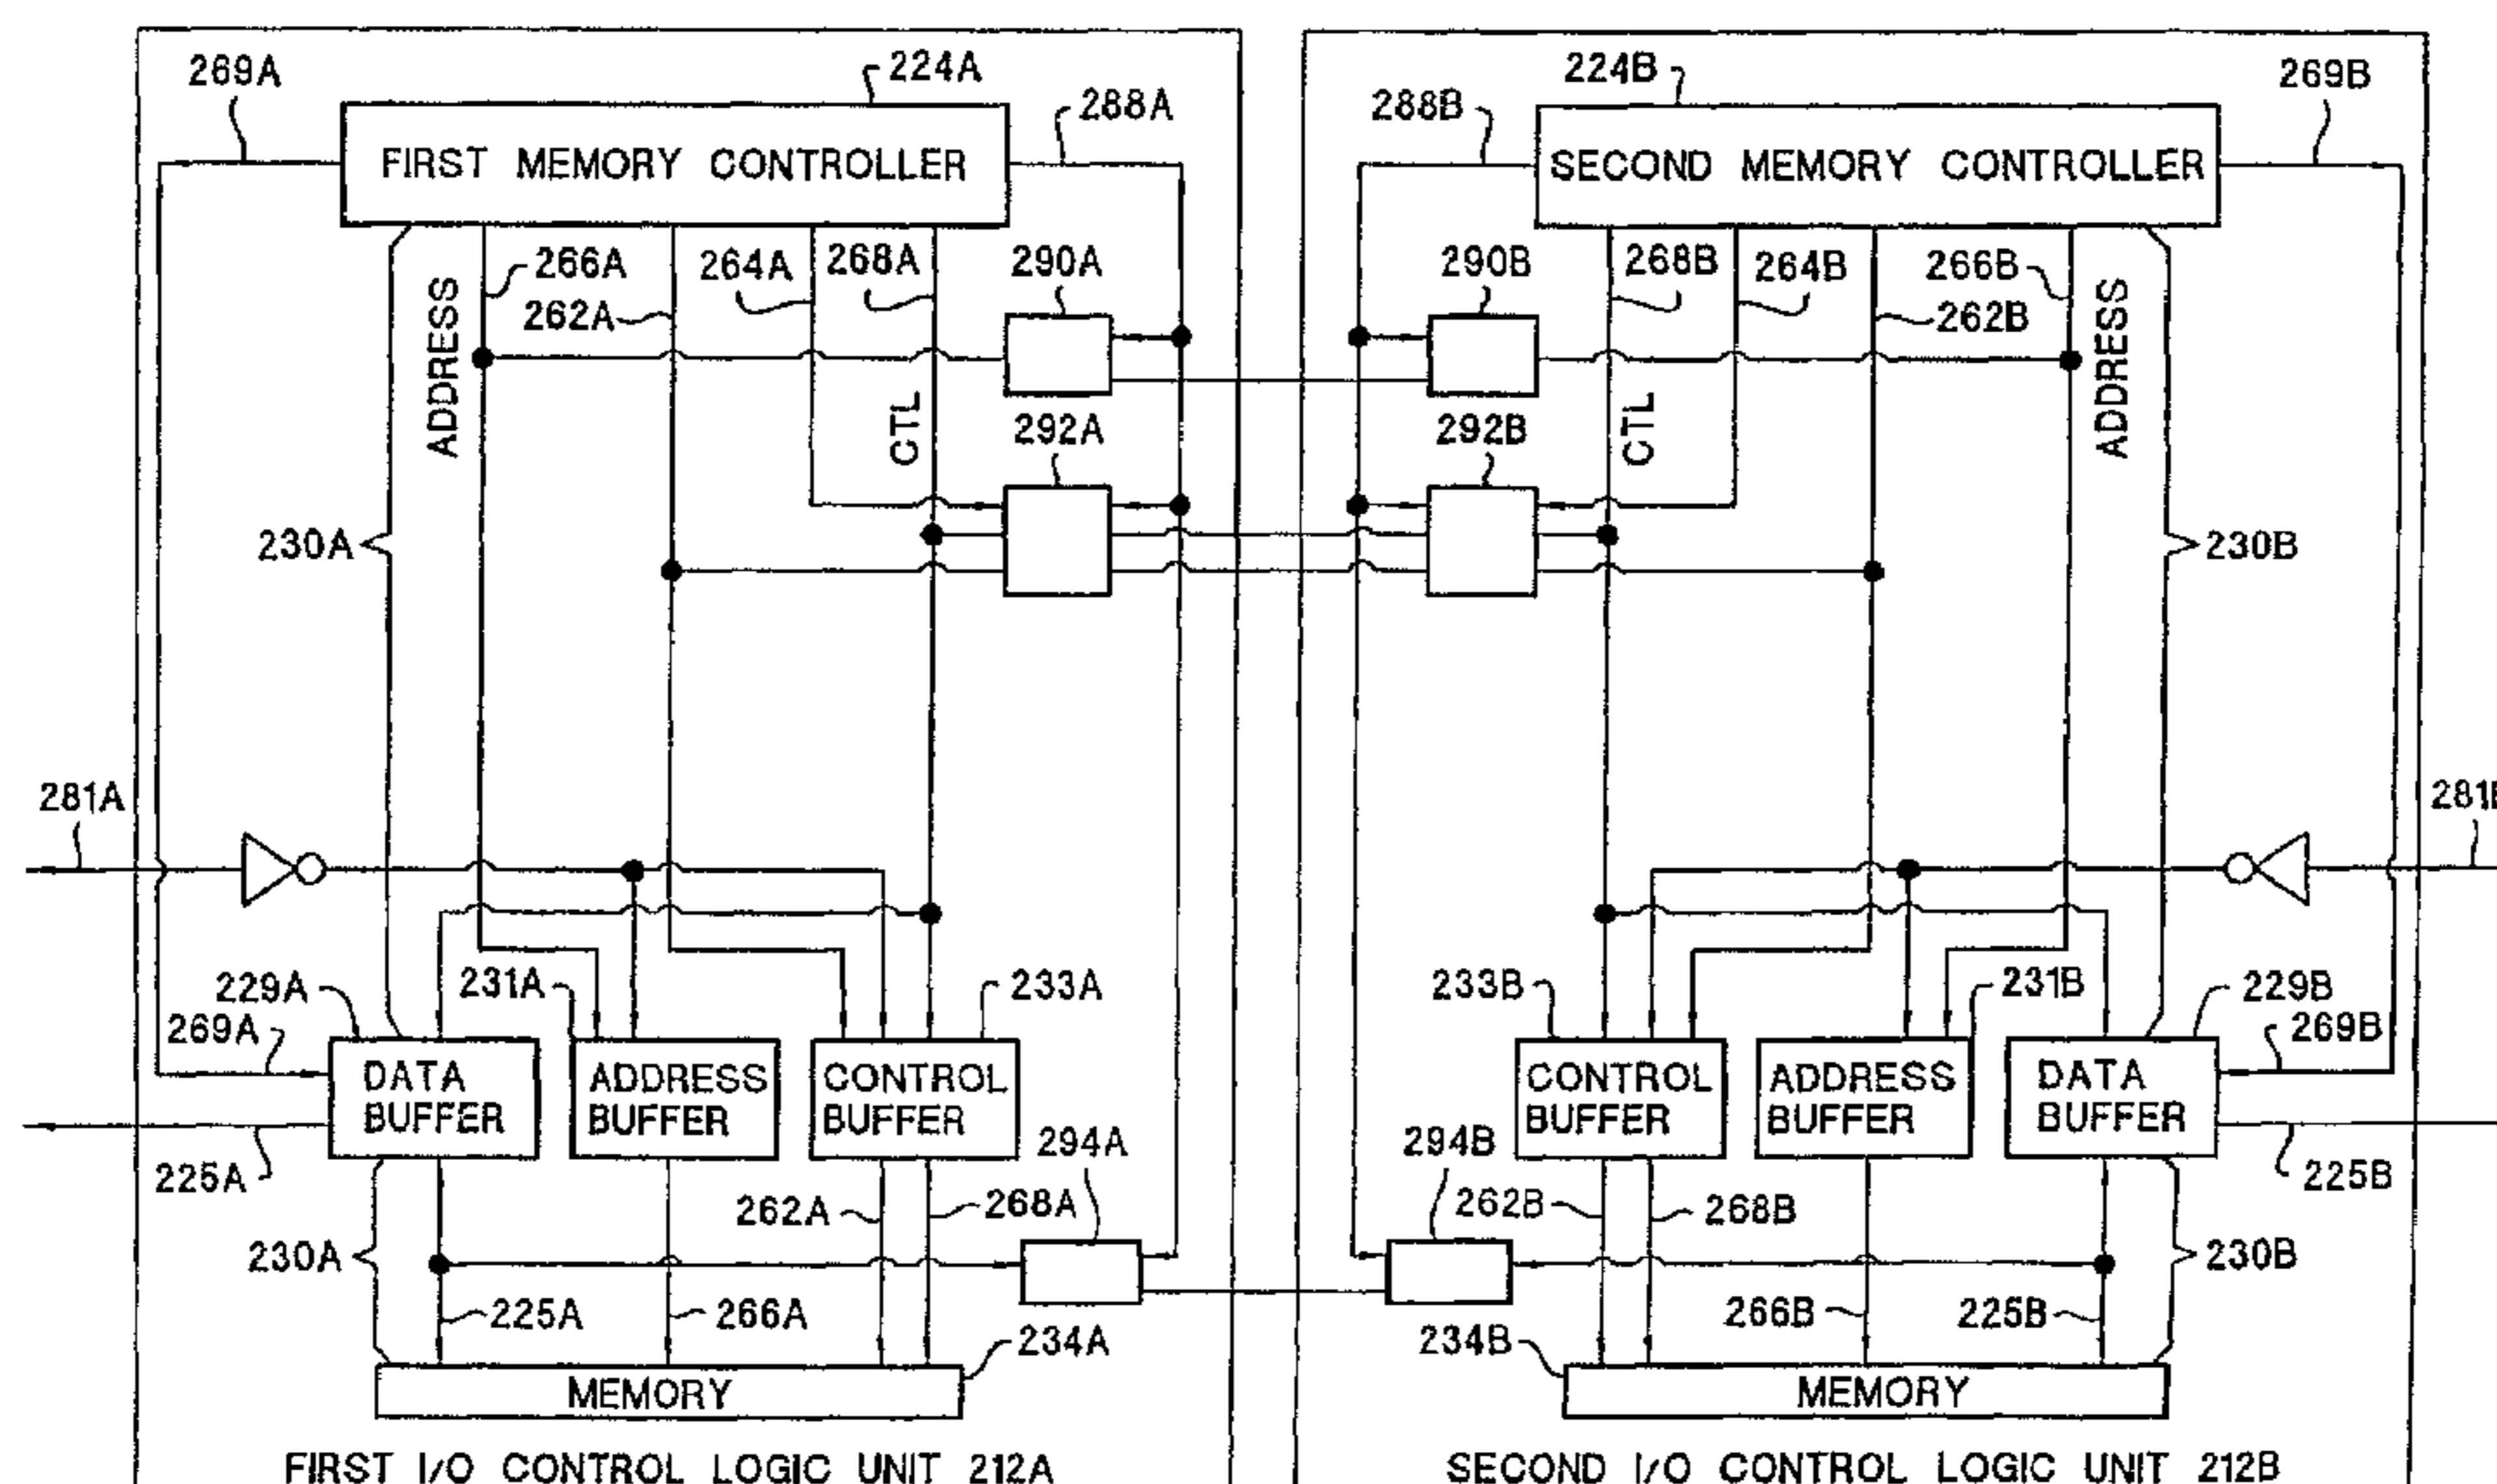 269A
224A
288A
288B
224B
269B
FIRST MEMORY CONTROLLER
SECOND MEMORY CONTROLLER
ADDRESS
266A
262A
264A
268A
290A
290B
268B
264B
266B
262B
ADDRESS
CTL
292A
292B
CTL
230A
230B
281A
229A
269A
231A
233A
233B
231B
229B
269B
DATA
BUFFER
ADDRESS
BUFFER
CONTROL
BUFFER
CONTROL
BUFFER
ADDRESS
BUFFER
DATA
BUFFER
225A
262A
268A
294A
294B
262B
268B
225B
230A
225A
266A
234A
234B
266B
225B
230B
MEMORY
MEMORY
FIRST I/O CONTROL LOGIC UNIT 212A
SECOND I/O CONTROL LOGIC UNIT 212B